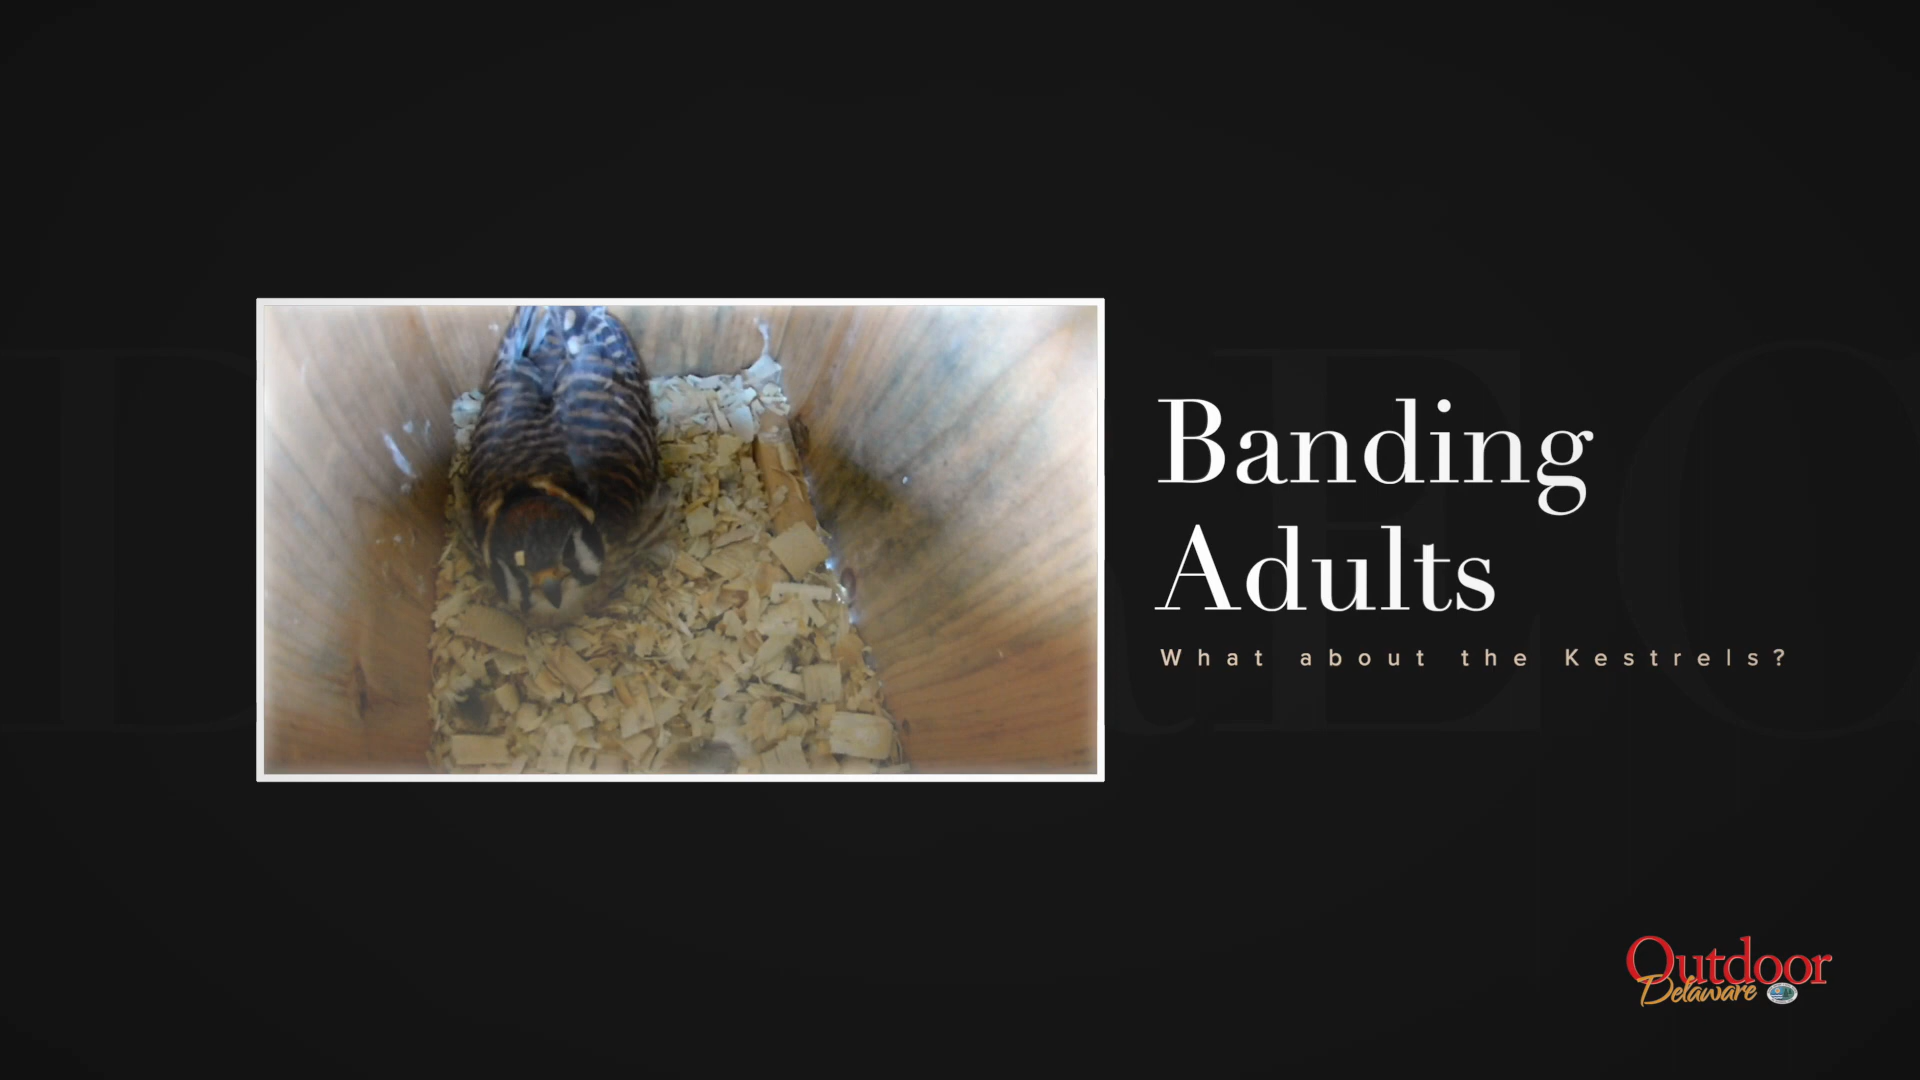 Banding
Adults
What about the Kestrels?
Outdoor
Delaware